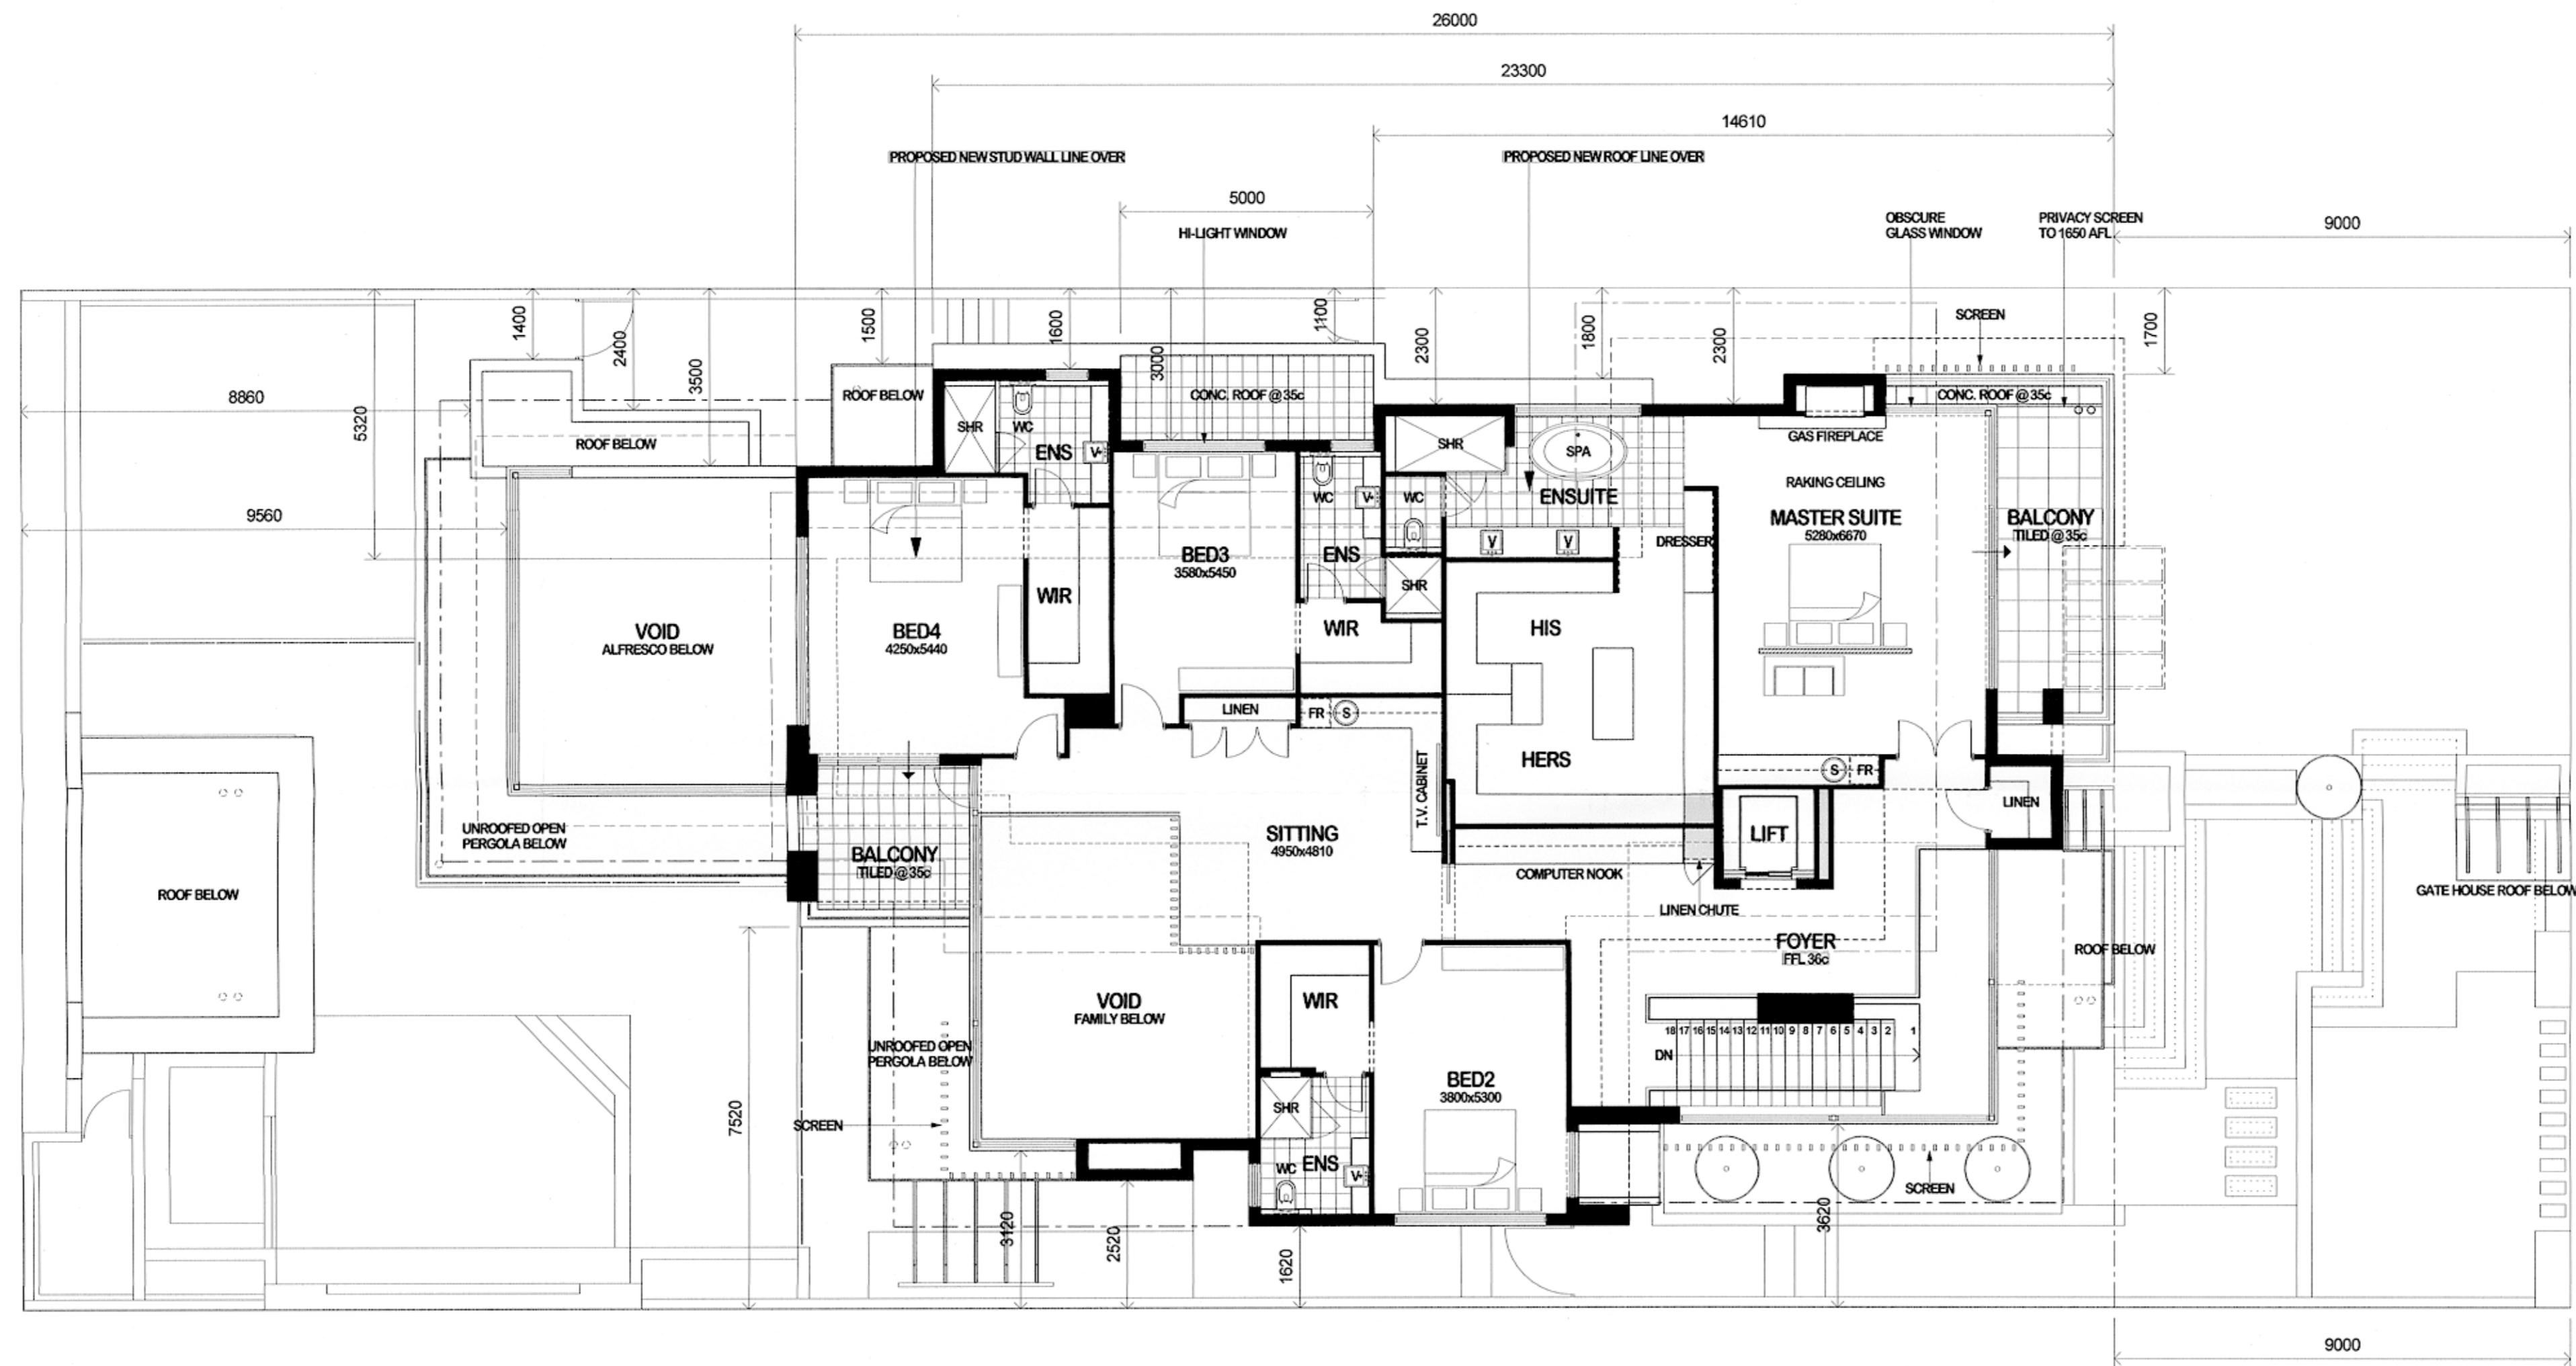 26000
23300
14610
PROPOSED NEW STUD WALL LINE OVER
PROPOSED NEW ROOF LINE OVER
5000
HI-LIGHT WINDOW
OBSCURE
GLASS WINDOW
PRIVACY SCREEN
TO 1650 AFL
9000
1400
2400
3500
1500
1600
3000
1100
2300
1800
2300
SCREEN
1700
8860
5320
ROOF BELOW
ROOF BELOW
SHR
WC
ENS
V
CONC. ROOF @ 35c
CONC. ROOF @ 35c
SHR
SPA
GAS FIREPLACE
RAKING CEILING
ENSUITE
WC
V
WC
9560
MASTER SUITE
5280x6670
BALCONY
TILED @ 35c
V
V
DRESSER
BED3
3580x5450
ENS
SHR
WIR
VOID
ALFRESCO BELOW
BED4
4250x5440
WIR
HIS
LINEN
FR
S
HERS
T.V. CABINET
S
FR
LINEN
UNROOFED OPEN
PERGOLA BELOW
SITTING
4950x4810
LIFT
BALCONY
TILED @ 35c
COMPUTER NOOK
ROOF BELOW
GATE HOUSE ROOF BELOW
LINEN CHUTE
FOYER
FFL 36c
ROOF BELOW
VOID
FAMILY BELOW
WIR
18 17 16 15 14 13 12 11 10 9 8 7 6 5 4 3 2 1
DN
UNROOFED OPEN
PERGOLA BELOW
BED2
3800x5300
SHR
SCREEN
7520
WC
ENS
V
SCREEN
3120
2520
1620
3620
9000